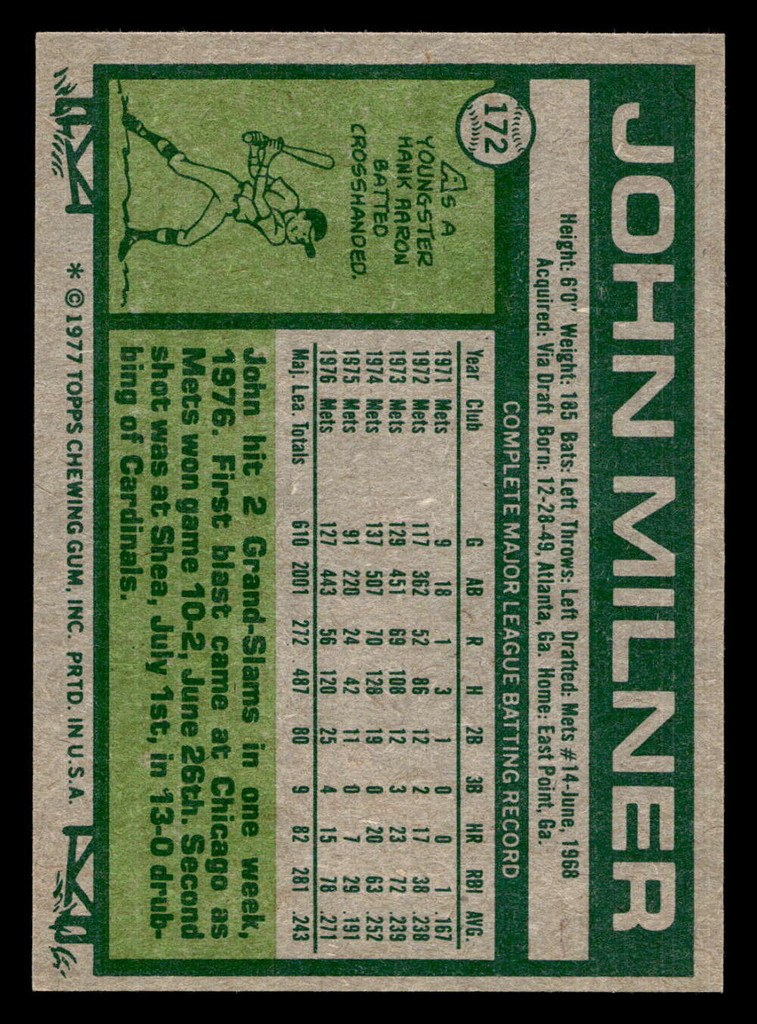 JOHN MILNER
172
Height: 6'0" Weight: 185 Bats: Left Throws: Left Drafted: Mets #14-June, 1968
Acquired: Via Draft Born: 12-28-49, Atlanta, Ga. Home: East Point, Ga.
COMPLETE MAJOR LEAGUE BATTING RECORD
Year Club G AB R H 2B 3B HR RBI AVG.
1971 Mets 9 18 1 3 1 0 0 1 .167
1972 Mets 117 362 52 86 12 2 17 38 .238
1973 Mets 129 451 69 108 12 3 23 72 .239
1974 Mets 137 507 70 128 19 0 20 63 .252
1975 Mets 91 220 24 42 11 0 7 29 .191
1976 Mets 127 443 56 120 25 4 15 78 .271
Maj. Lea. Totals 610 2001 272 487 80 9 82 281 .243
As a
YOUNGSTER
HANK AARON
BATTED
CROSSHANDED.
John hit 2 Grand-Slams in one week,
1976. First blast came at Chicago as
Mets won game 10-2, June 26th. Second
shot was at Shea, July 1st, in 13-0 drub-
bing of Cardinals.
* © 1977 TOPPS CHEWING GUM, INC. PRTD. IN U.S.A.